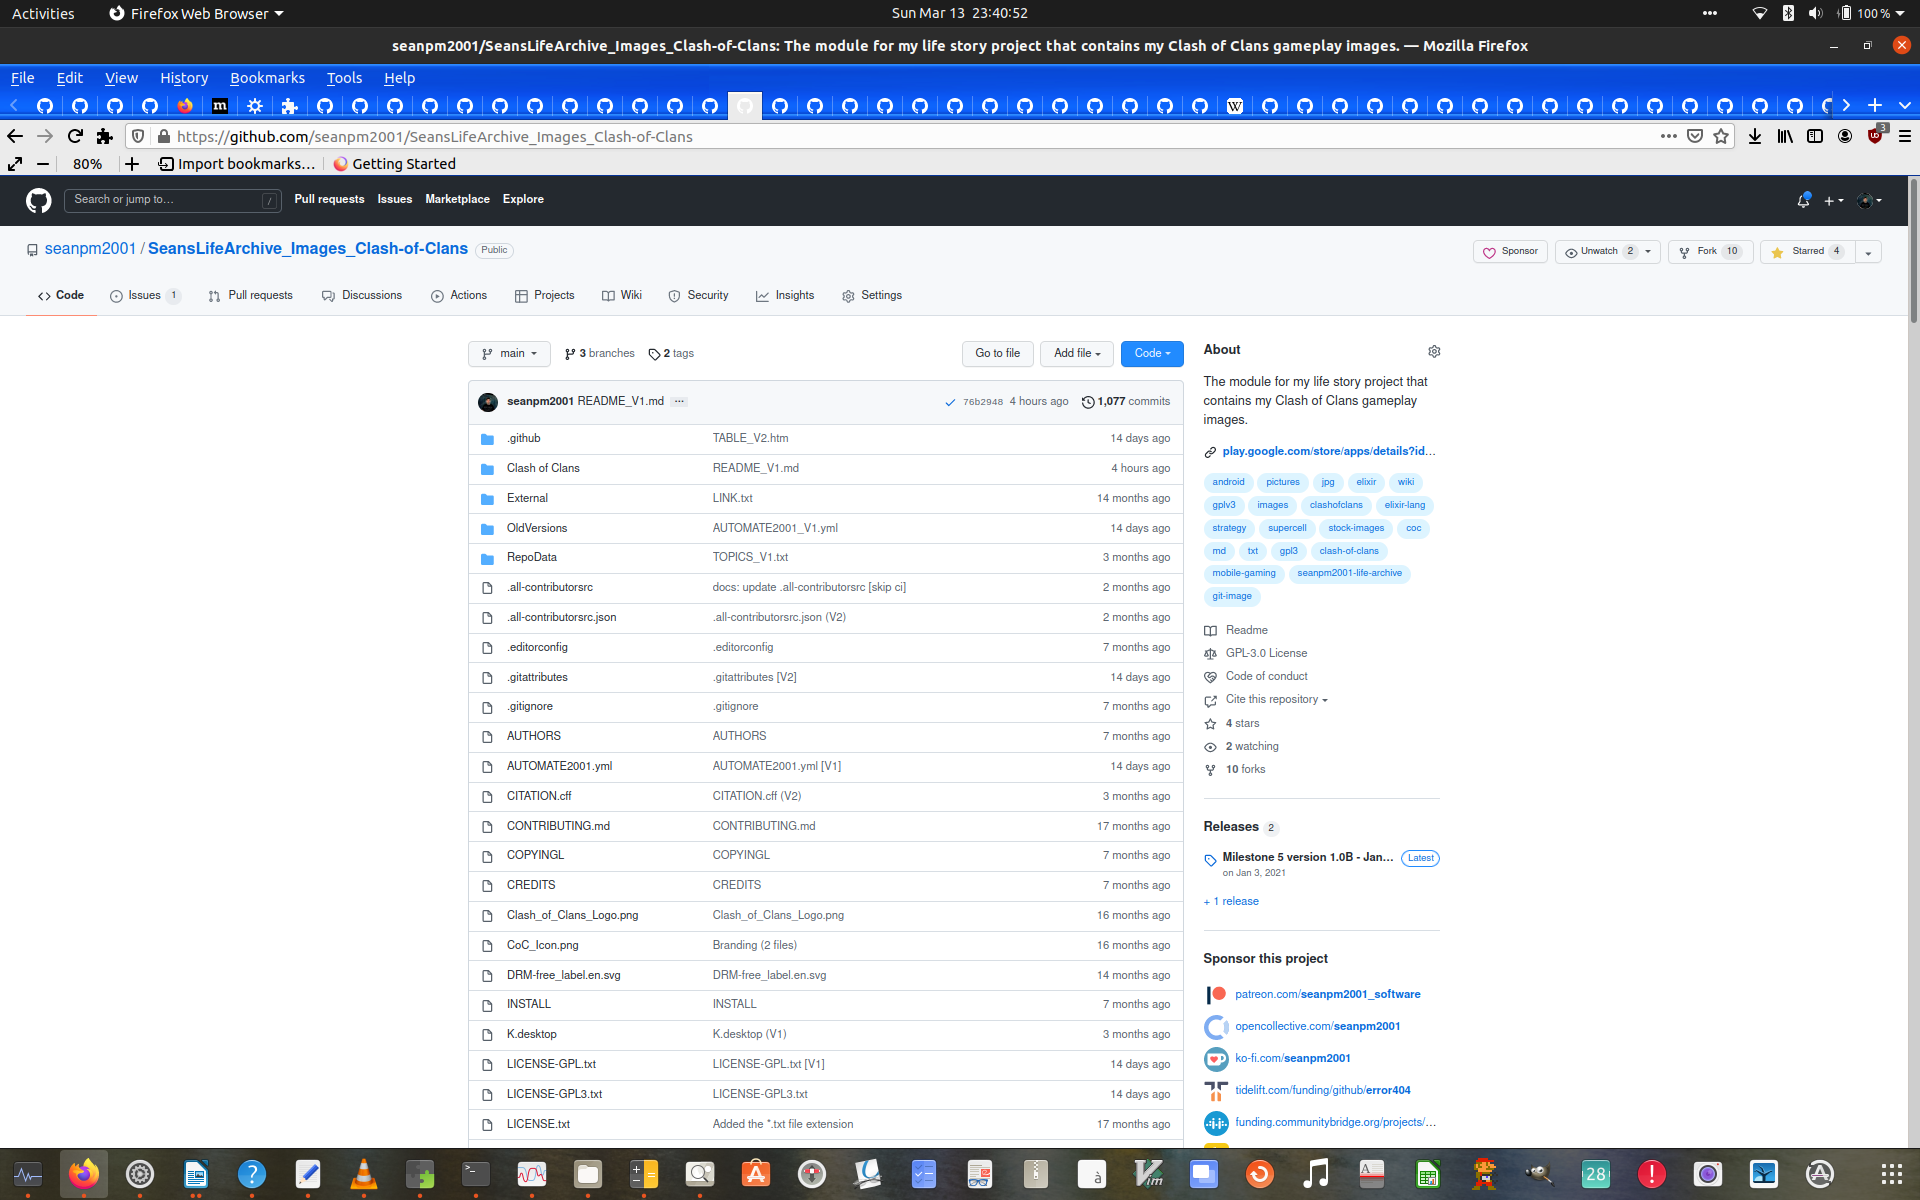 Activities
Firefox Web Browser
Sun Mar 13 23:40:52
100 %
seanpm2001/SeansLifeArchive_Images_Clash-of-Clans: The module for my life story project that contains my Clash of Clans gameplay images. — Mozilla Firefox
File Edit View History Bookmarks Tools Help
https://github.com/seanpm2001/SeansLifeArchive_Images_Clash-of-Clans
3
80%
Import bookmarks…
Getting Started
Search or jump to… /
Pull requests Issues Marketplace Explore
seanpm2001 / SeansLifeArchive_Images_Clash-of-Clans Public
Sponsor
Unwatch 2
Fork 10
Starred 4
Code
Issues 1
Pull requests
Discussions
Actions
Projects
Wiki
Security
Insights
Settings
main
3 branches
2 tags
Go to file
Add file
Code
seanpm2001 README_V1.md ...
76b2948 4 hours ago
1,077 commits
.github TABLE_V2.htm 14 days ago
Clash of Clans README_V1.md 4 hours ago
External LINK.txt 14 months ago
OldVersions AUTOMATE2001_V1.yml 14 days ago
RepoData TOPICS_V1.txt 3 months ago
.all-contributorsrc docs: update .all-contributorsrc [skip ci] 2 months ago
.all-contributorsrc.json .all-contributorsrc.json (V2) 2 months ago
.editorconfig .editorconfig 7 months ago
.gitattributes .gitattributes [V2] 14 days ago
.gitignore .gitignore 7 months ago
AUTHORS AUTHORS 7 months ago
AUTOMATE2001.yml AUTOMATE2001.yml [V1] 14 days ago
CITATION.cff CITATION.cff (V2) 3 months ago
CONTRIBUTING.md CONTRIBUTING.md 17 months ago
COPYINGL COPYINGL 7 months ago
CREDITS CREDITS 7 months ago
Clash_of_Clans_Logo.png Clash_of_Clans_Logo.png 16 months ago
CoC_Icon.png Branding (2 files) 16 months ago
DRM-free_label.en.svg DRM-free_label.en.svg 14 months ago
INSTALL INSTALL 7 months ago
K.desktop K.desktop (V1) 3 months ago
LICENSE-GPL.txt LICENSE-GPL.txt [V1] 14 days ago
LICENSE-GPL3.txt LICENSE-GPL3.txt 14 days ago
LICENSE.txt Added the *.txt file extension 17 months ago
About
The module for my life story project that
contains my Clash of Clans gameplay
images.
play.google.com/store/apps/details?id…
android pictures jpg elixir wiki
gplv3 images clashofclans elixir-lang
strategy supercell stock-images coc
md txt gpl3 clash-of-clans
mobile-gaming seanpm2001-life-archive
git-image
Readme
GPL-3.0 License
Code of conduct
Cite this repository
4 stars
2 watching
10 forks
Releases 2
Milestone 5 version 1.0B - Jan… Latest
on Jan 3, 2021
+ 1 release
Sponsor this project
patreon.com/seanpm2001_software
opencollective.com/seanpm2001
ko-fi.com/seanpm2001
tidelift.com/funding/github/error404
funding.communitybridge.org/projects/…
28